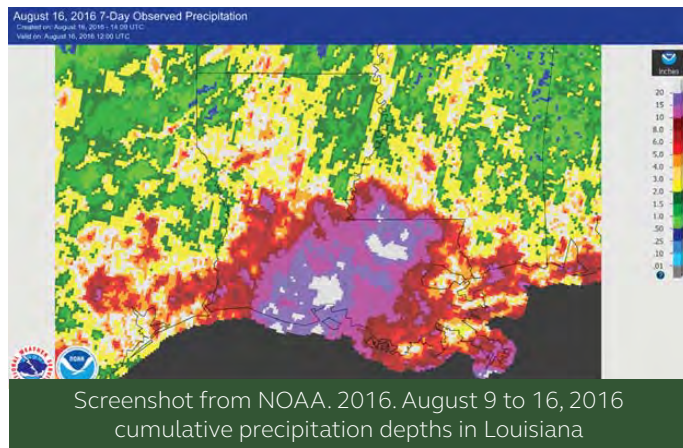 August 16, 2016 7-Day Observed Precipitation
Created on: August 16, 2016 - 14:09 UTC
Valid on: August 16, 2016 12:00 UTC
Inches
20
15
10
8.0
6.0
5.0
4.0
3.0
2.0
1.5
1.0
.50
.25
.10
.01
NOAA
Screenshot from NOAA. 2016. August 9 to 16, 2016
cumulative precipitation depths in Louisiana